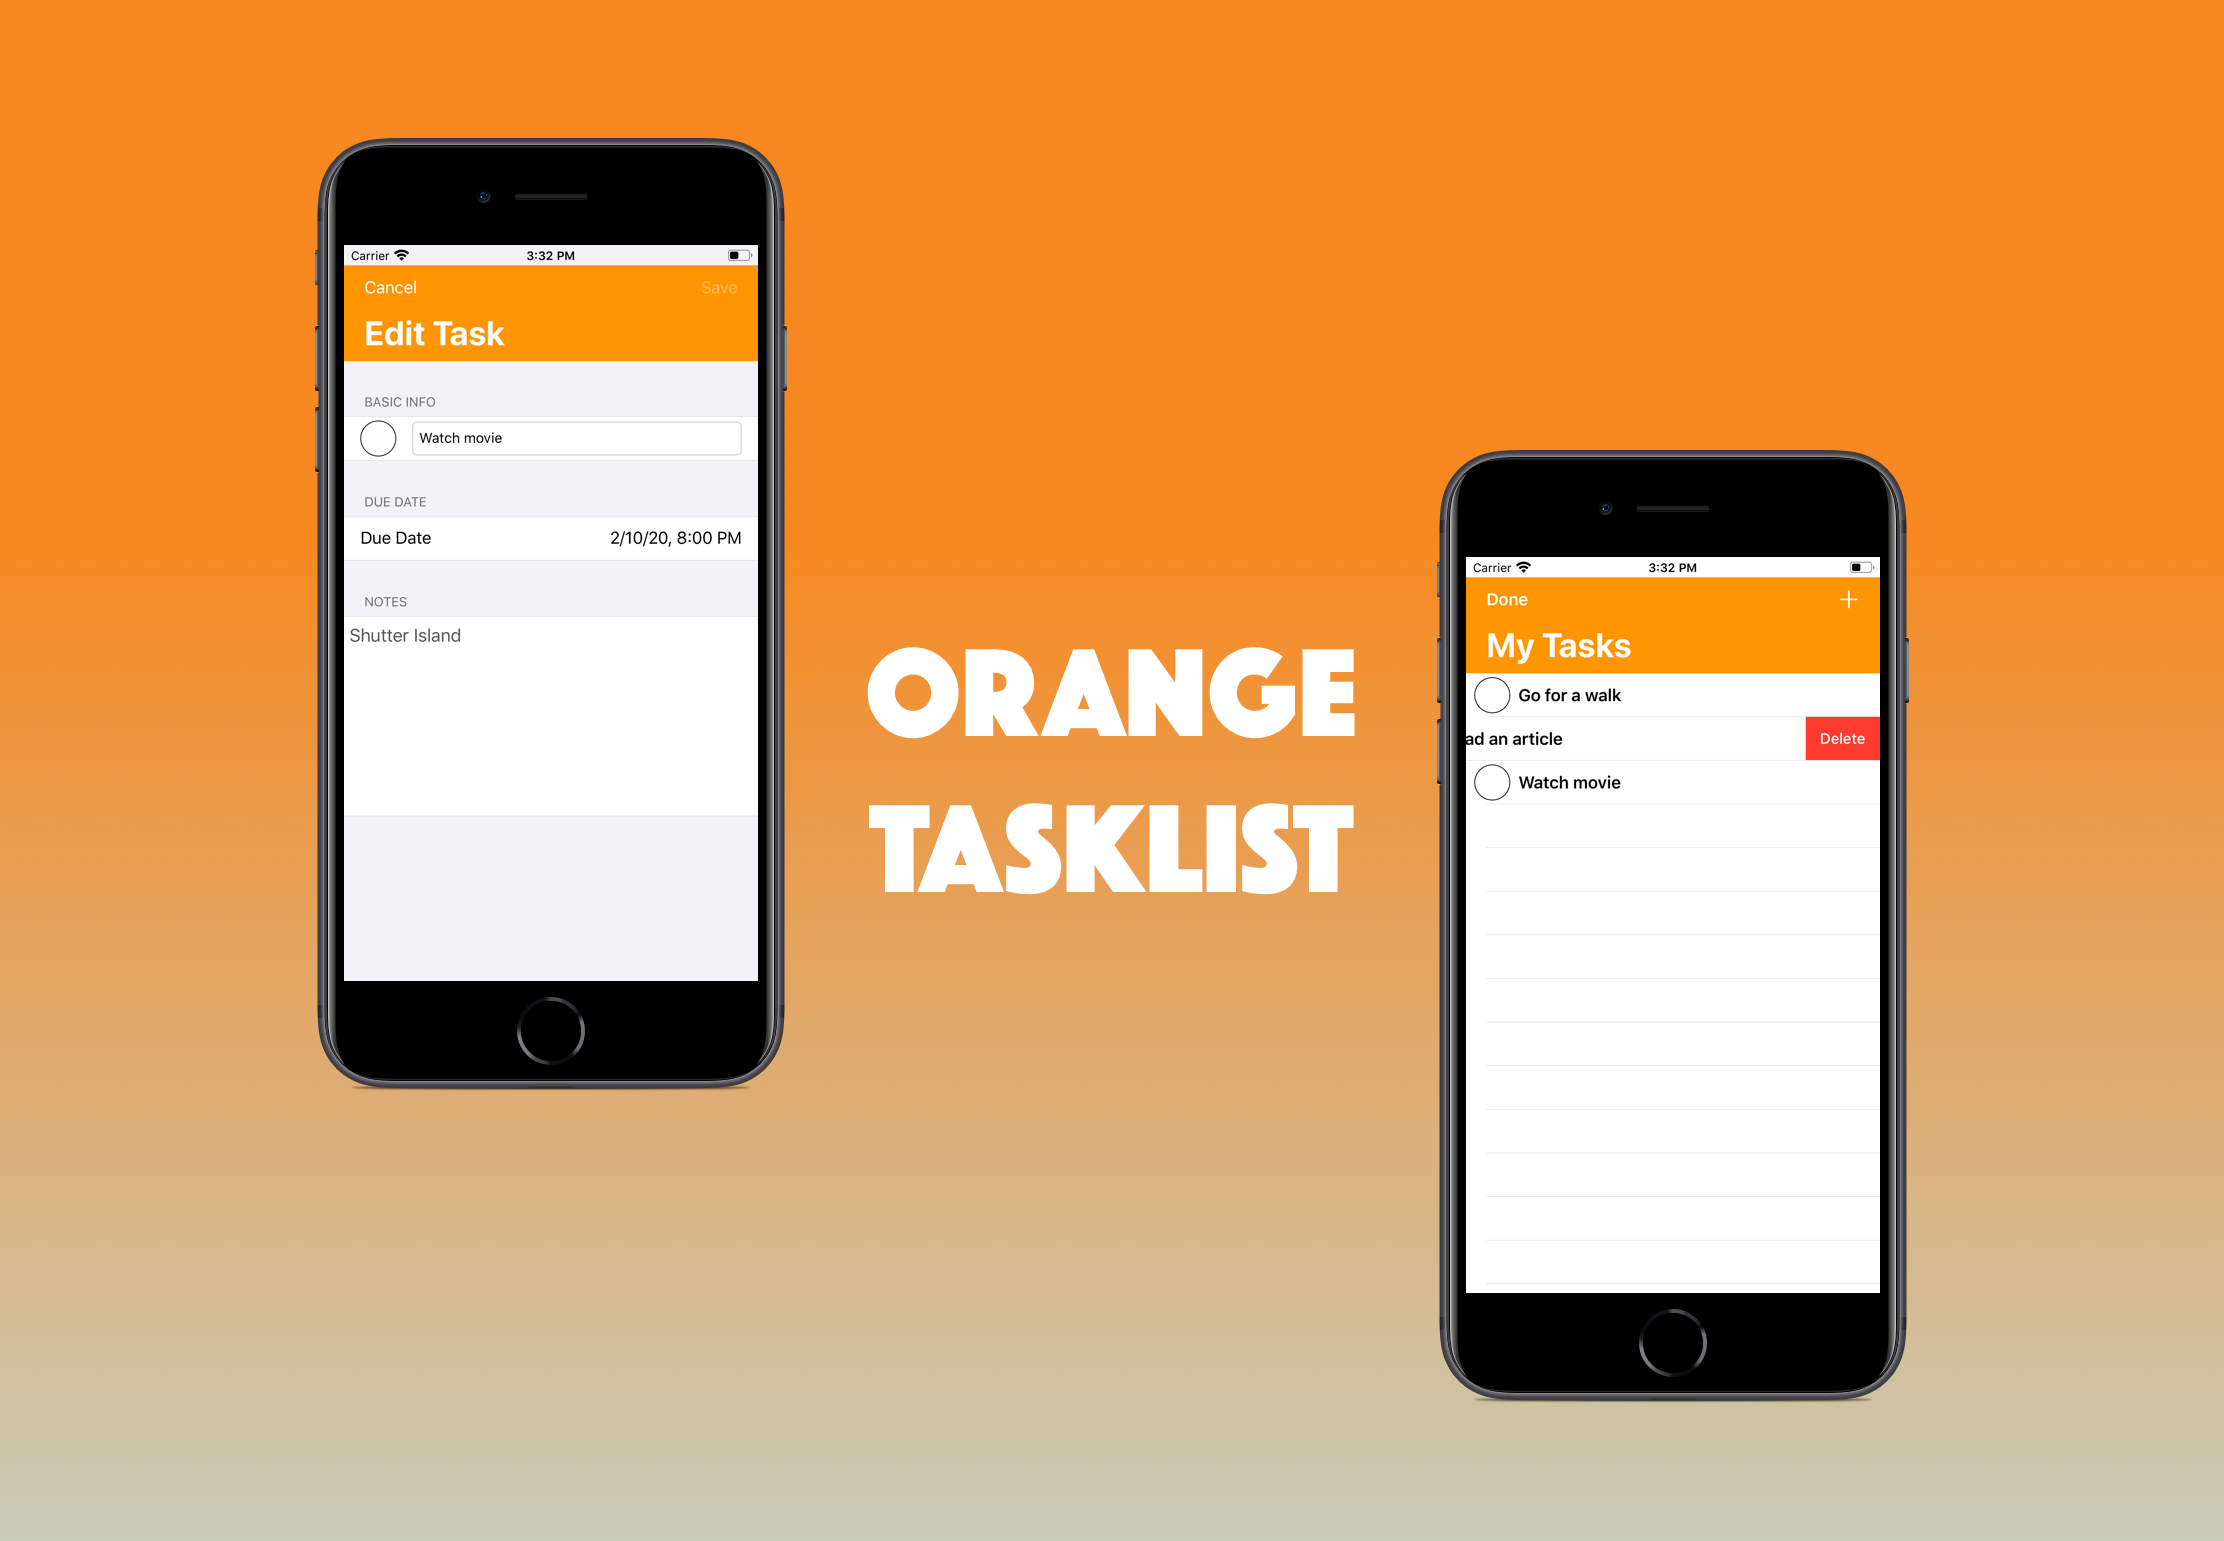 Carrier 3:32 PM
Cancel Save
Edit Task
BASIC INFO
Watch movie
DUE DATE
Due Date 2/10/20, 8:00 PM
NOTES
Shutter Island
ORANGE
TASKLIST
Carrier 3:32 PM
Done +
My Tasks
Go for a walk
ad an article Delete
Watch movie